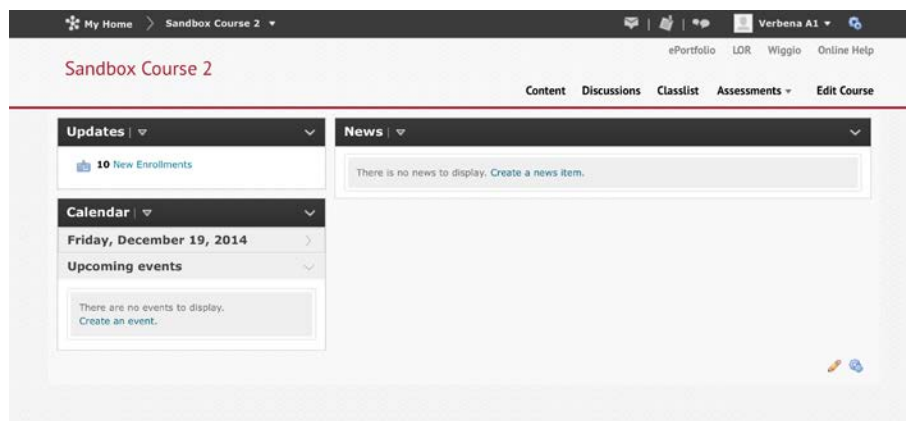 My Home Sandbox Course 2 Verbena A1
ePortfolio LOR Wiggio Online Help
Sandbox Course 2
Content Discussions Classlist Assessments Edit Course
Updates
10 New Enrollments
Calendar
Friday, December 19, 2014
Upcoming events
There are no events to display.
Create an event.
News
There is no news to display. Create a news item.